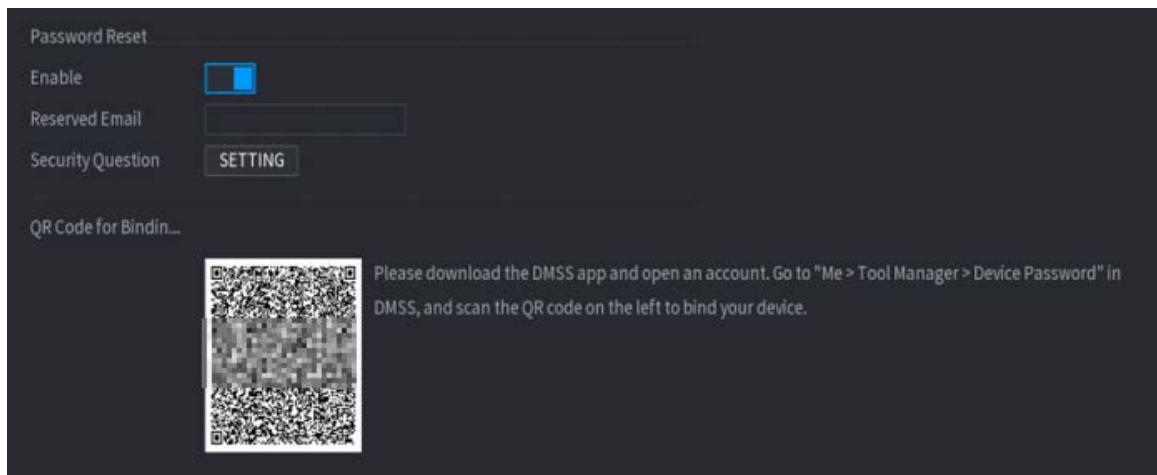 Password Reset
Enable
Reserved Email
Security Question SETTING
QR Code for Bindin...
Please download the DMSS app and open an account. Go to "Me > Tool Manager > Device Password" in
DMSS, and scan the QR code on the left to bind your device.